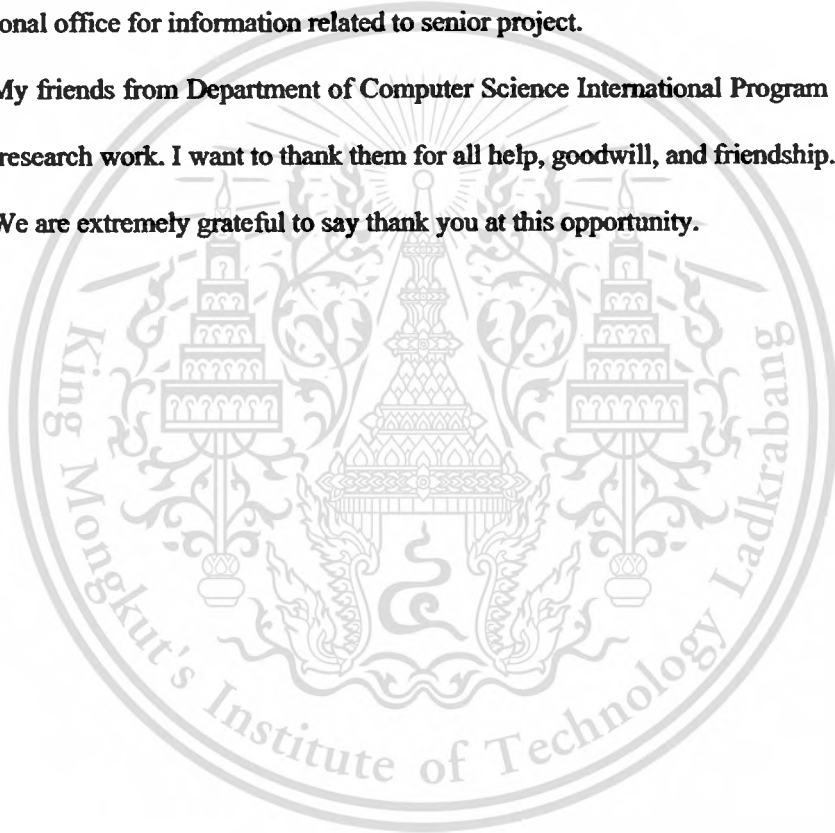 onal office for information related to senior project.
My friends from Department of Computer Science International Program
research work. I want to thank them for all help, goodwill, and friendship.
We are extremely grateful to say thank you at this opportunity.
King Mongkut's Institute of Technology Ladkrabang